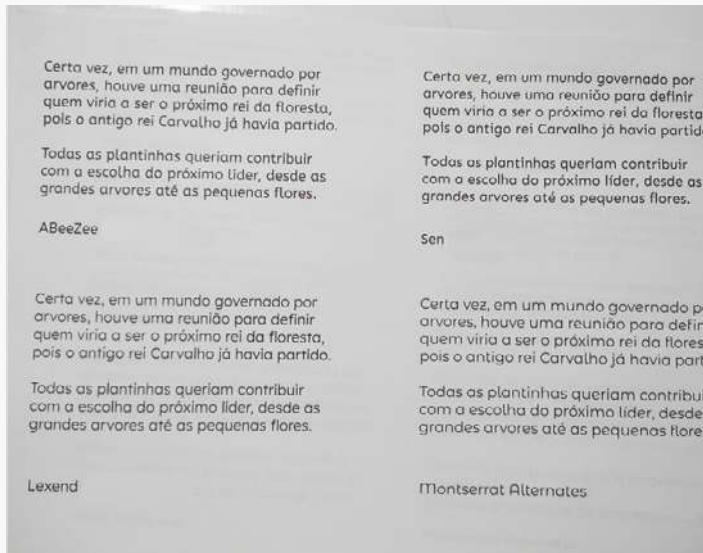 Certa vez, em um mundo governado por
arvores, houve uma reunião para definir
quem viria a ser o próximo rei da floresta,
pois o antigo rei Carvalho já havia partido.
Todas as plantinhas queriam contribuir
com a escolha do próximo lider, desde as
grandes arvores até as pequenas flores.
ABeeZee
Certa vez, em um mundo governado por
arvores, houve uma reunião para definir
quem viria a ser o próximo rei da floresta
pois o antigo rei Carvalho já havia partid
Todas as plantinhas queriam contribuir
com a escolha do próximo líder, desde as
grandes arvores até as pequenas flores.
Sen
Certa vez, em um mundo governado por
arvores, houve uma reunião para definir
quem viria a ser o próximo rei da floresta,
pois o antigo rei Carvalho já havia partido.
Todas as plantinhas queriam contribuir
com a escolha do próximo lider, desde as
grandes arvores até as pequenas flores.
Lexend
Certa vez, em um mundo governado p
arvores, houve uma reunião para defin
quem viria a ser o próximo rei da flores
pois o antigo rei Carvalho já havia part
Todas as plantinhas queriam contribui
com a escolha do próximo líder, desde
grandes arvores até as pequenas flore
Montserrat Alternates